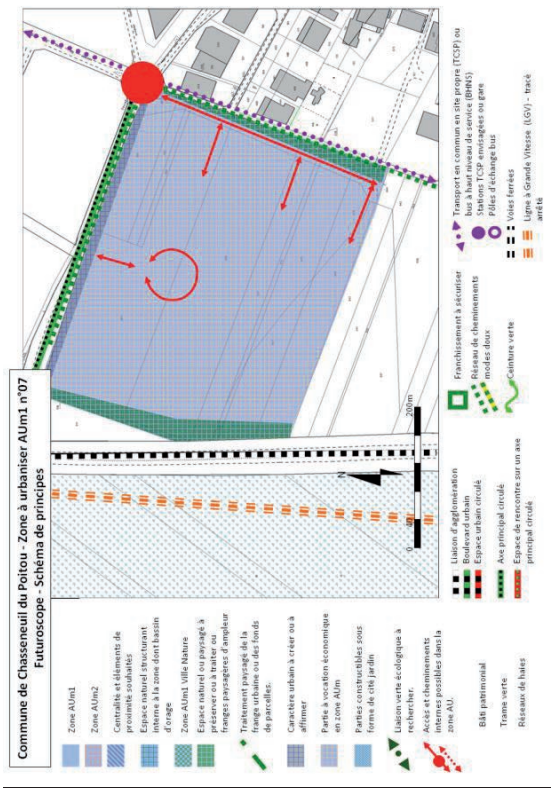 Commune de Chasseneuil du Poitou - Zone à urbaniser AUm1 n°07
Futuroscope - Schéma de principes
N
0
200m
Zone AUm1
Zone AUm2
Centralité et éléments de
proximité souhaités
Espace naturel structurant
interne à la zone dont bassin
d'orage
Zone AUm1 Ville Nature
Espace naturel ou paysagé à
préserver ou à traiter ou
franges paysagères d'ampleur
Traitement paysagé de la
frange urbaine ou des fonds
de parcelles.
Caractère urbain à créer ou à
affirmer
Partie à vocation économique
en zone AUm
Parties constructibles sous
forme de cité jardin
Liaison verte écologique à
rechercher.
Accès et cheminements
internes possibles dans la
zone AU.
Bâti patrimonial
Trame verte
Réseaux de haies
Liaison d'agglomération
Boulevard urbain
Espace urbain circulé
Axe principal circulé
Espace de rencontre sur un axe
principal circulé
Franchissement à sécuriser
Réseau de cheminements
modes doux
Ceinture verte
Transport en commun en site propre (TCSP) ou
bus à haut niveau de service (BHNS)
Stations TCSP envisagées ou gare
Pôles d'échange bus
Voies ferrées
Ligne à Grande Vitesse (LGV) - tracé
arrêté